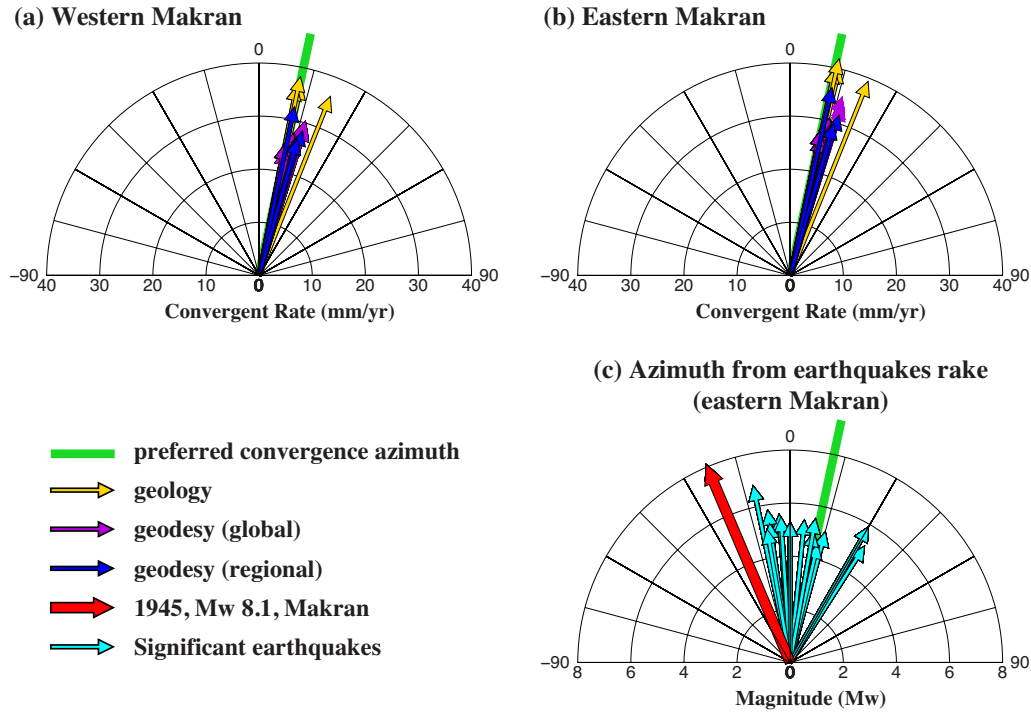 (a) Western Makran
0
−90
90
40 30 20 10 0 10 20 30 40
Convergent Rate (mm/yr)
(b) Eastern Makran
0
−90
90
40 30 20 10 0 10 20 30 40
Convergent Rate (mm/yr)
preferred convergence azimuth
geology
geodesy (global)
geodesy (regional)
1945, Mw 8.1, Makran
Significant earthquakes
(c) Azimuth from earthquakes rake
(eastern Makran)
0
−90
90
8 6 4 2 0 2 4 6 8
Magnitude (Mw)